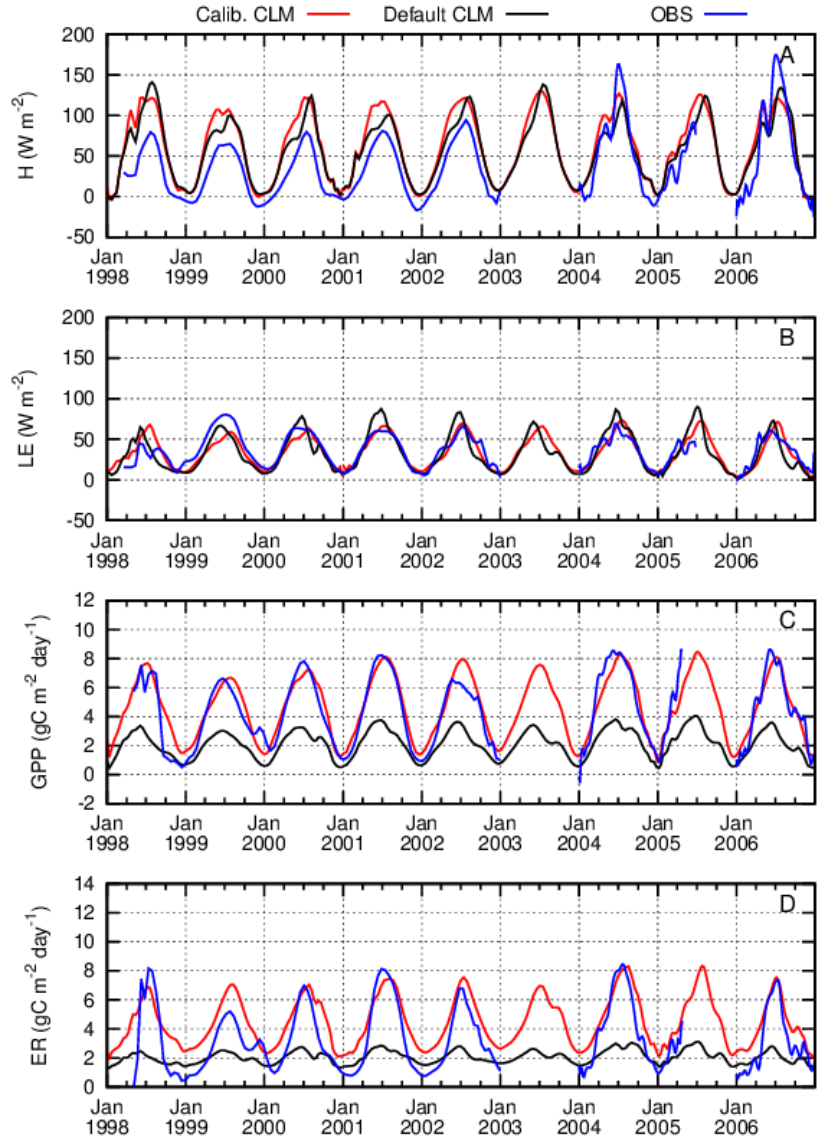 Calib. CLM Default CLM OBS
A
H (W m-2)
200
150
100
50
0
-50
Jan Jan Jan Jan Jan Jan Jan Jan Jan
1998 1999 2000 2001 2002 2003 2004 2005 2006
B
LE (W m-2)
200
150
100
50
0
-50
Jan Jan Jan Jan Jan Jan Jan Jan Jan
1998 1999 2000 2001 2002 2003 2004 2005 2006
C
GPP (gC m-2 day-1)
12
10
8
6
4
2
0
-2
Jan Jan Jan Jan Jan Jan Jan Jan Jan
1998 1999 2000 2001 2002 2003 2004 2005 2006
D
ER (gC m-2 day-1)
14
12
10
8
6
4
2
0
Jan Jan Jan Jan Jan Jan Jan Jan Jan
1998 1999 2000 2001 2002 2003 2004 2005 2006